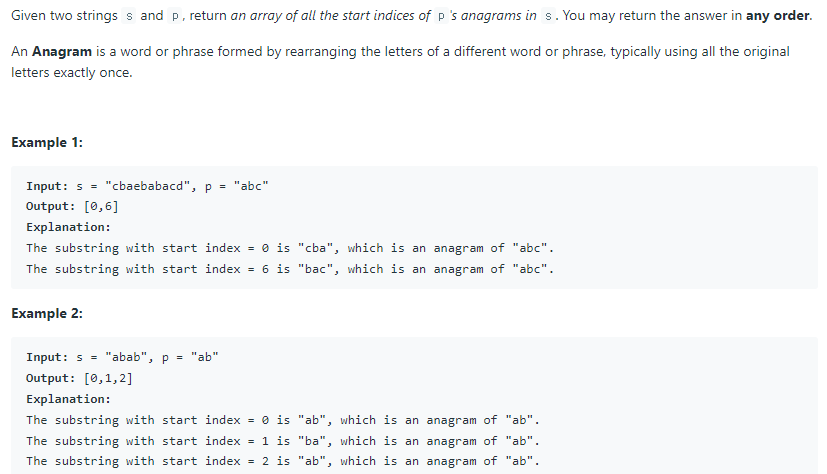 Given two strings s and p, return an array of all the start indices of p's anagrams in s. You may return the answer in any order.
An Anagram is a word or phrase formed by rearranging the letters of a different word or phrase, typically using all the original
letters exactly once.
Example 1:
Input: s = "cbaebabacd", p = "abc"
Output: [0,6]
Explanation:
The substring with start index = 0 is "cba", which is an anagram of "abc".
The substring with start index = 6 is "bac", which is an anagram of "abc".
Example 2:
Input: s = "abab", p = "ab"
Output: [0,1,2]
Explanation:
The substring with start index = 0 is "ab", which is an anagram of "ab".
The substring with start index = 1 is "ba", which is an anagram of "ab".
The substring with start index = 2 is "ab", which is an anagram of "ab".